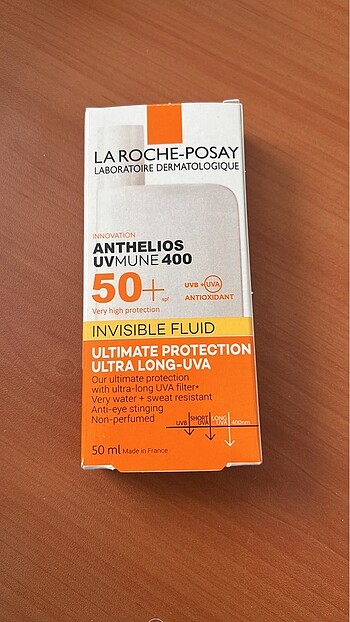 LA ROCHE-POSAY
LABORATOIRE DERMATOLOGIQUE
INNOVATION
ANTHELIOS
UVMUNE 400
50+ spf
Very high protection
UVB + UVA
ANTIOXIDANT
INVISIBLE FLUID
ULTIMATE PROTECTION
ULTRA LONG-UVA
Our ultimate protection
with ultra-long UVA filter*
Very water + sweat resistant
Anti-eye stinging
Non-perfumed
UVB SHORT UVA LONG UVA 400nm
50 ml Made in France